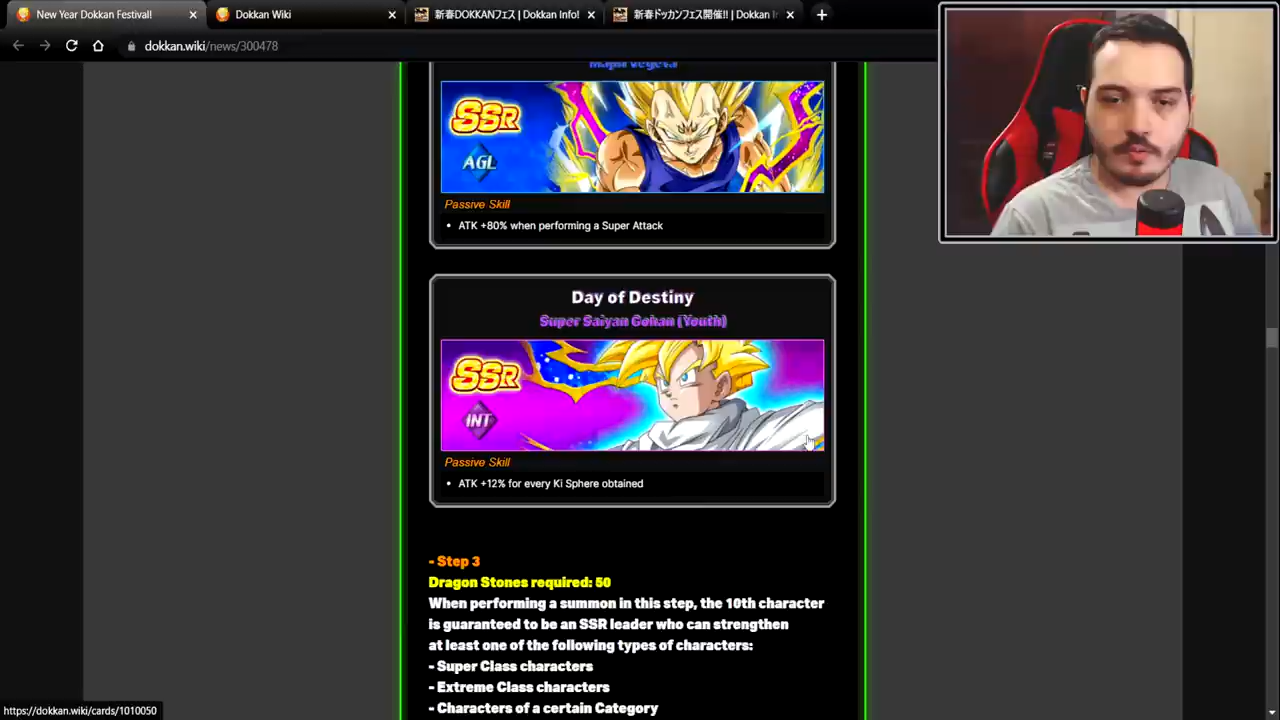 New Year Dokkan Festival!
Dokkan Wiki
新春DOKKANフェス | Dokkan Info!
新春ドッカンフェス開催!! | Dokkan In
dokkan.wiki/news/300478
Majin Vegeta
SSR
AGL
Passive Skill
• ATK +80% when performing a Super Attack
Day of Destiny
Super Saiyan Gohan (Youth)
SSR
INT
Passive Skill
• ATK +12% for every Ki Sphere obtained
- Step 3
Dragon Stones required: 50
When performing a summon in this step, the 10th character
is guaranteed to be an SSR leader who can strengthen
at least one of the following types of characters:
- Super Class characters
- Extreme Class characters
- Characters of a certain Category
https://dokkan.wiki/cards/1010050